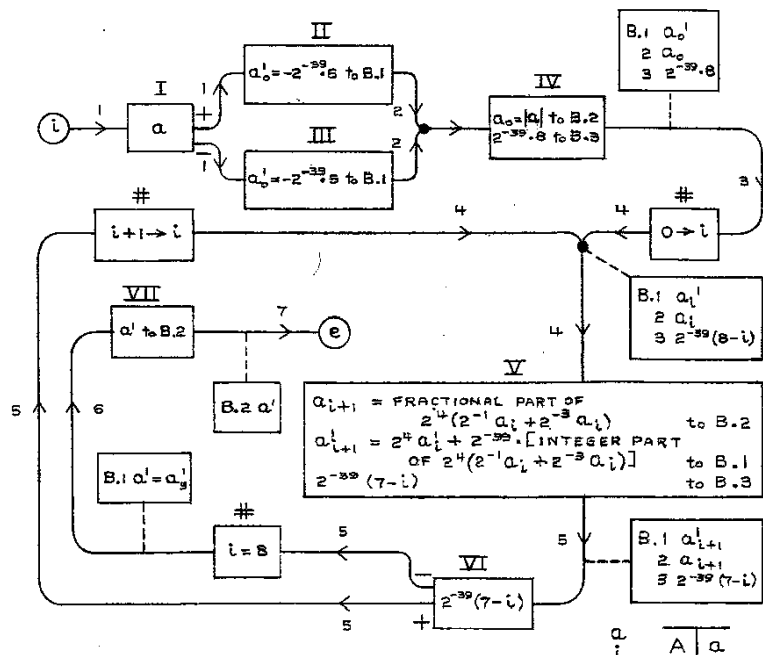 II
a₀'=-2⁻³⁹.6 to B.1
B.1 a₀'
2 a₀
3 2⁻³⁹.8
I
IV
i
1
a
1
+
2
a₀=|a| to B.2
2⁻³⁹.8 to B.3
III
−
1
a₀'=-2⁻³⁹.5 to B.1
2
3
#
i+1→i
4
4
#
0→i
B.1 aᵢ'
2 aᵢ
3 2⁻³⁹(8-i)
VII
a' to B.2
7
e
4
B.2 a'
V
aᵢ₊₁ = FRACTIONAL PART OF
2⁴(2⁻¹aᵢ+2⁻³aᵢ) to B.2
a'ᵢ₊₁ = 2⁴a'ᵢ+2⁻³⁹.[INTEGER PART
OF 2⁴(2⁻¹aᵢ+2⁻³aᵢ)] to B.1
2⁻³⁹(7-i) to B.3
5
6
B.1 a'=a'₉
#
i=8
5
5
B.1 a'ᵢ₊₁
2 aᵢ₊₁
3 2⁻³⁹(7-i)
VI
−
2⁻³⁹(7-i)
+
5
a
i
A
a